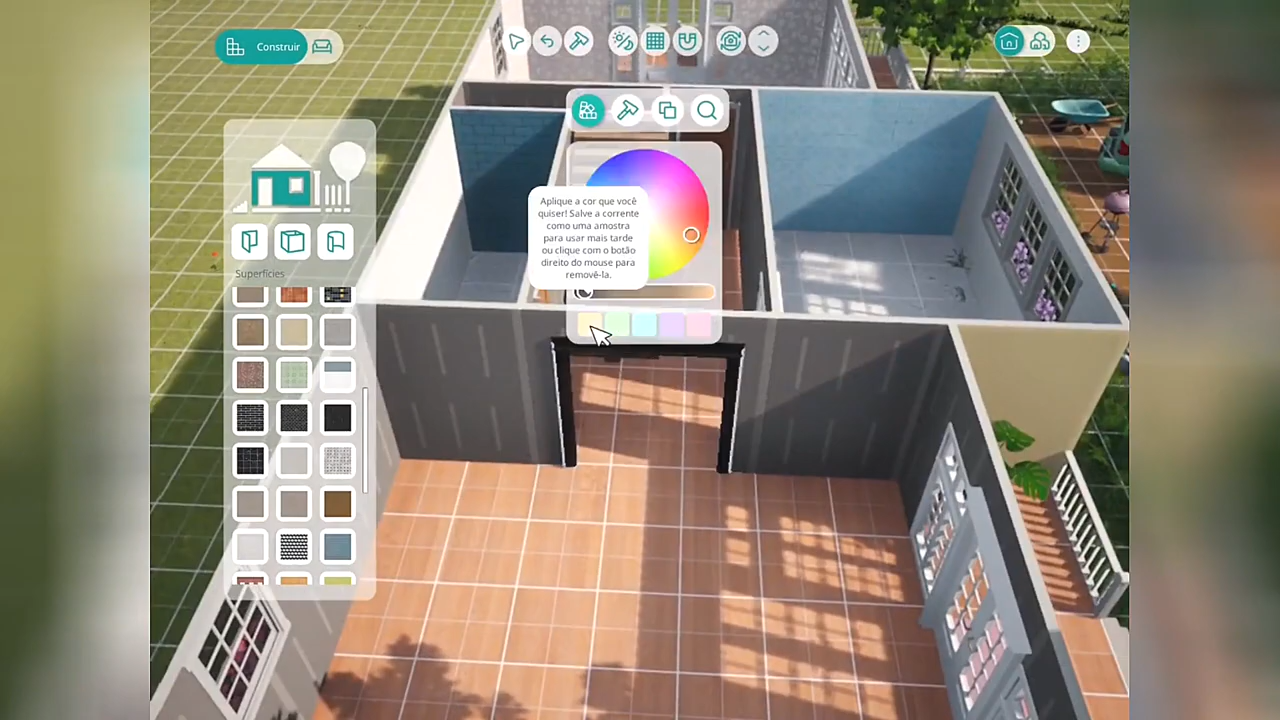 Construir
Aplique a cor que você
quiser! Salve a corrente
como uma amostra
para usar mais tarde
ou clique com o botão
direito do mouse para
removê-la.
Superfícies